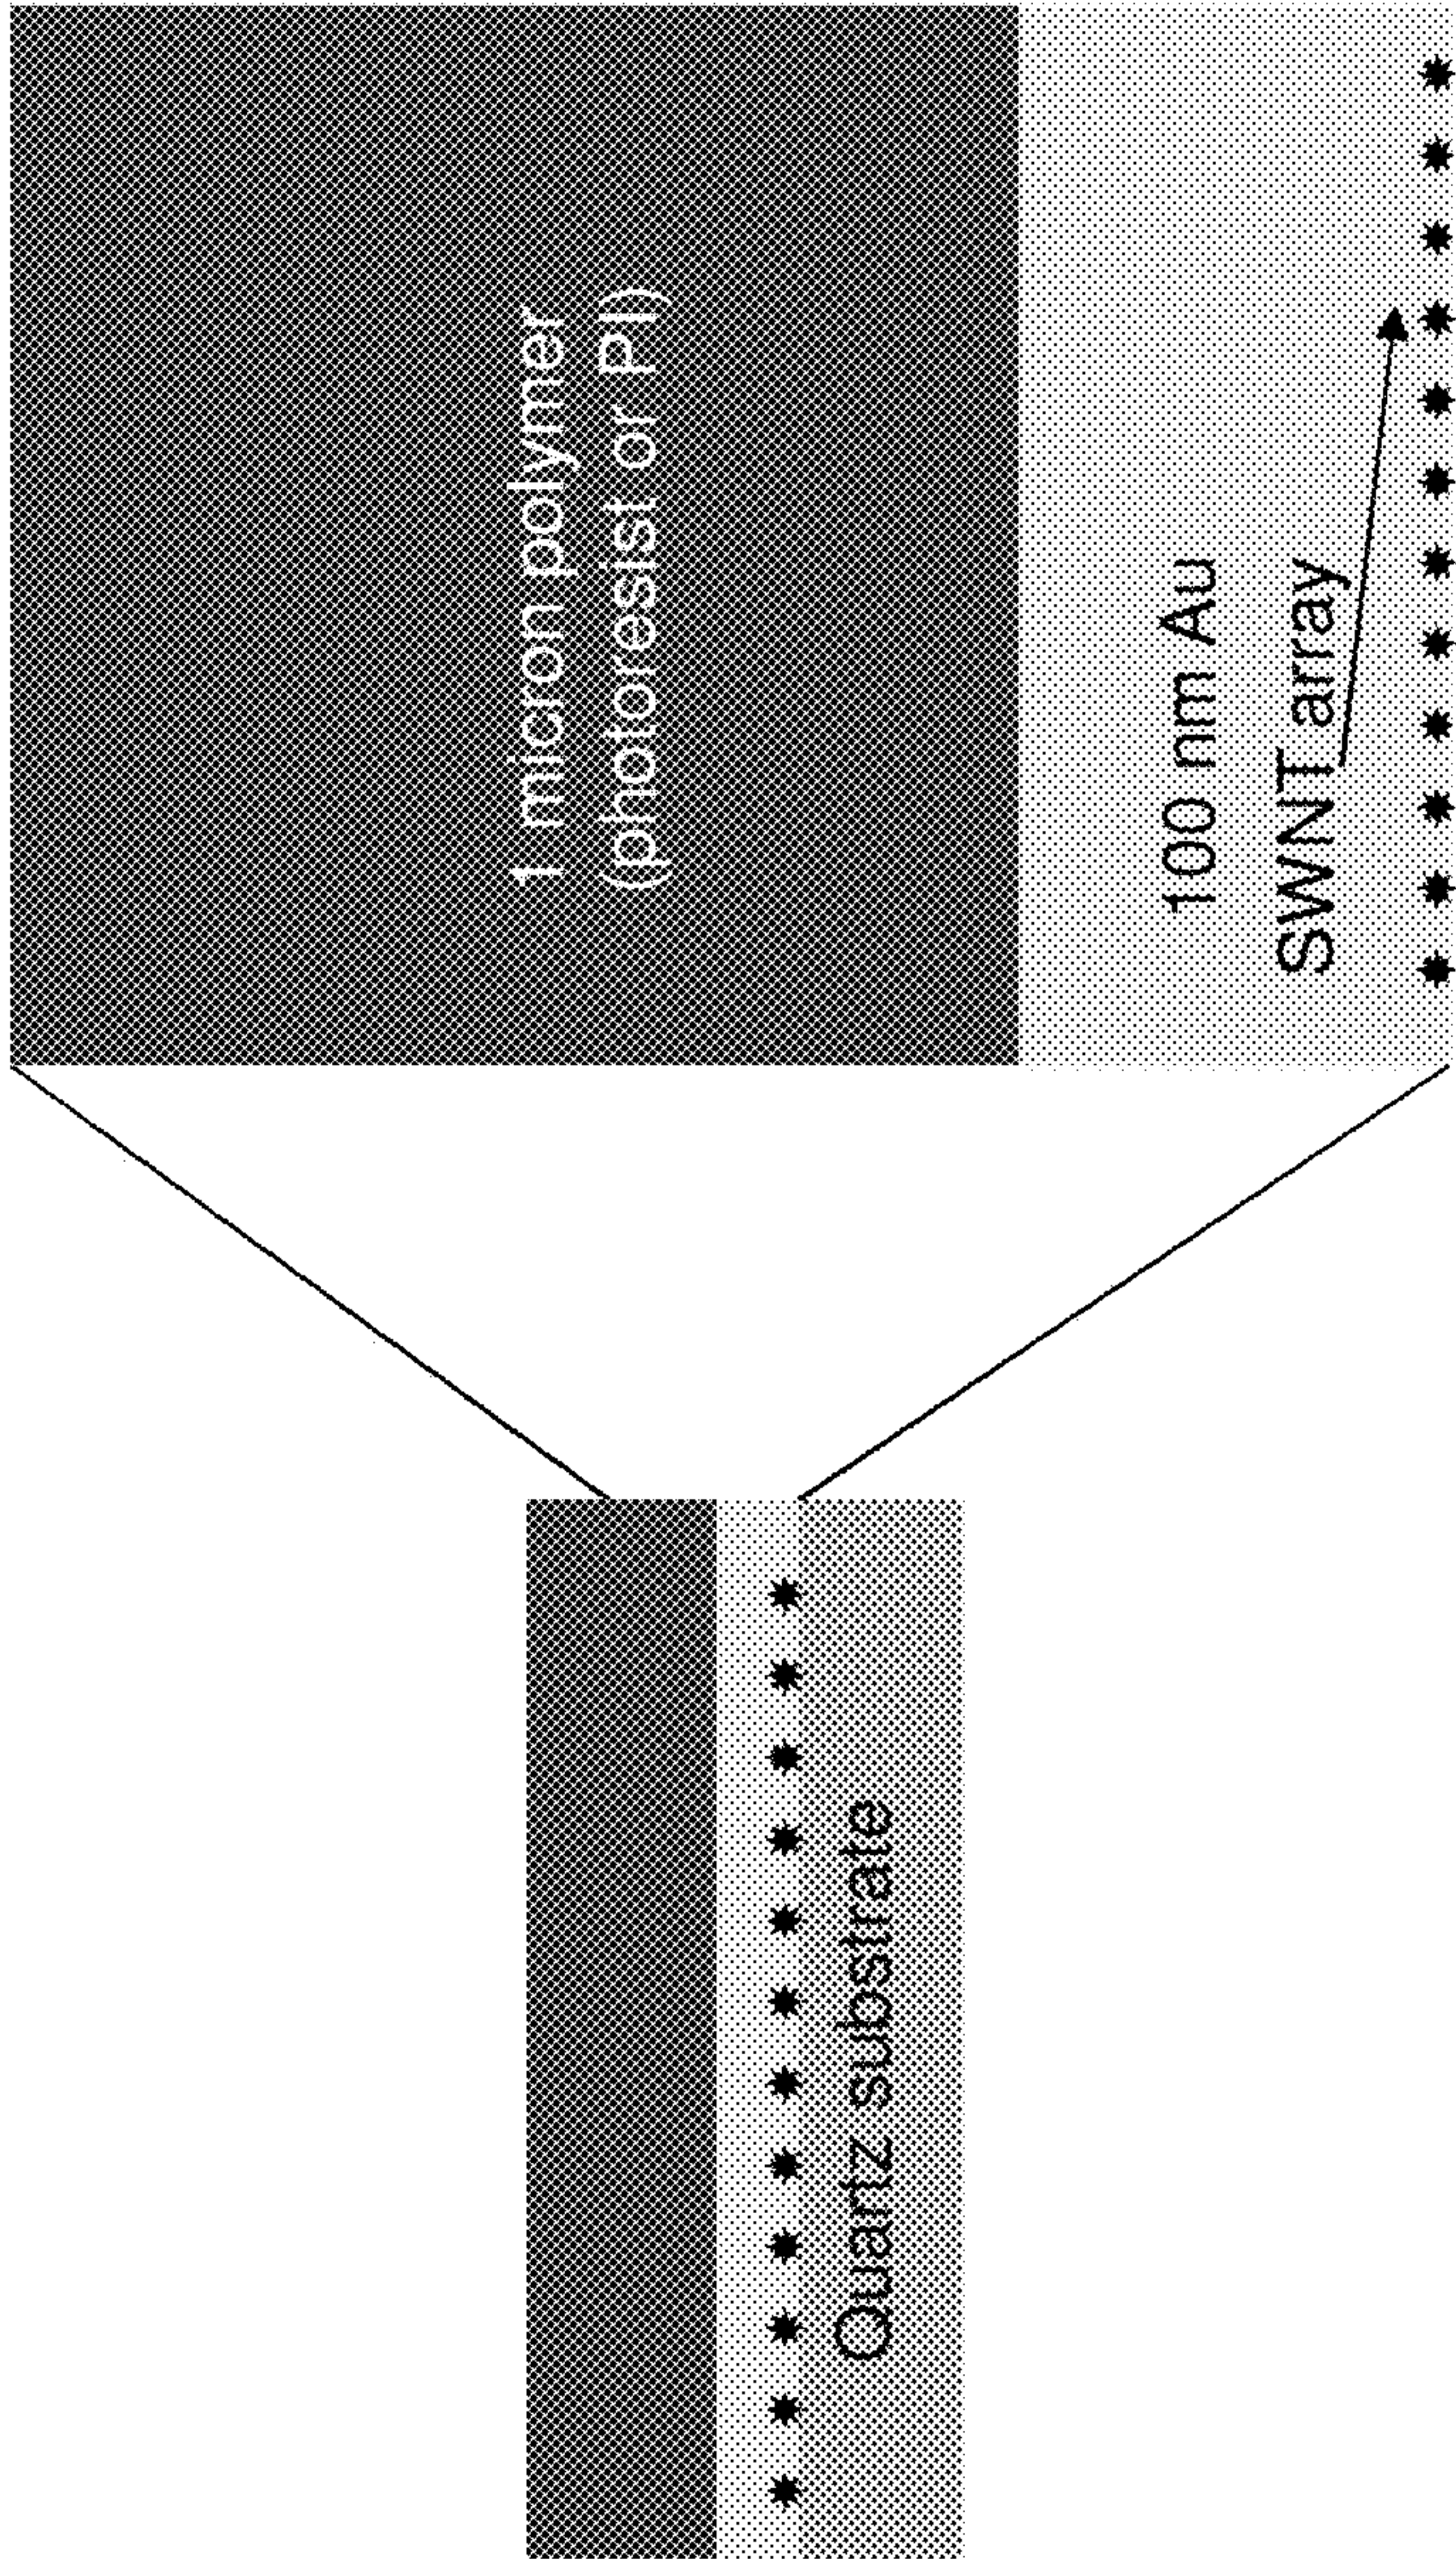 Quartz substrate
1 micron polymer
(photoresist or PI)
100 nm Au
SWNT array